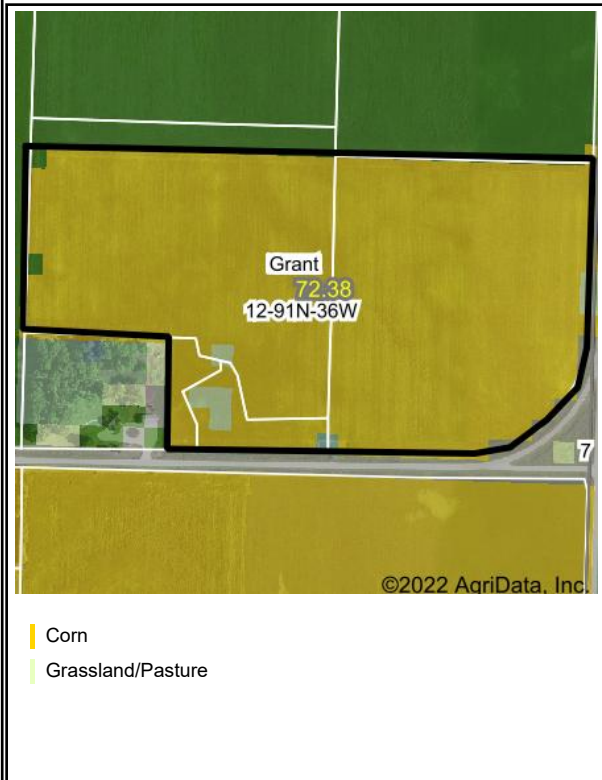 Grant
72.38
12-91N-36W
7
©2022 AgriData, Inc.
Corn
Grassland/Pasture